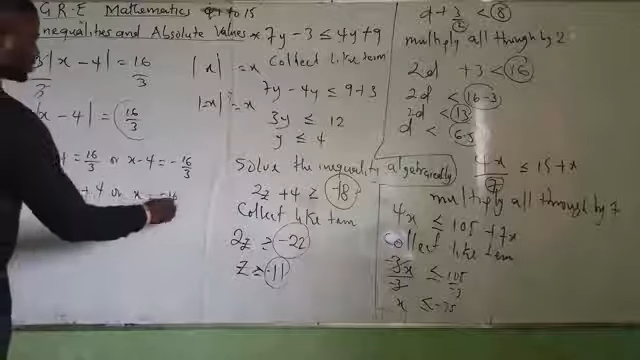 G.R.E Mathematics Q1 to 15
Inequalities and Absolute Values
3|x - 4| = 16
3 3
|x - 4| = 16/3
= 16/3 or x-4 = -16/3
+ 4 or x = -16
|x| = x
|-x| = x
* 7y - 3 ≤ 4y + 9
Collect like term
7y - 4y ≤ 9 + 3
3y ≤ 12
y ≤ 4
Solve the inequality algebraically
2z + 4 ≥ -18
Collect like term
2z ≥ -22
z ≥ -11
d + 3/2 < 8
multiply all through by 2
2d + 3 < 16
2d < 16-3
2d < 13
d < 6.5
4x/7 ≤ 15 + x
multiply all through by 7
4x ≤ 105 + 7x
Collect like term
-3x/-3 ≤ 105/-3
x ≤ -35